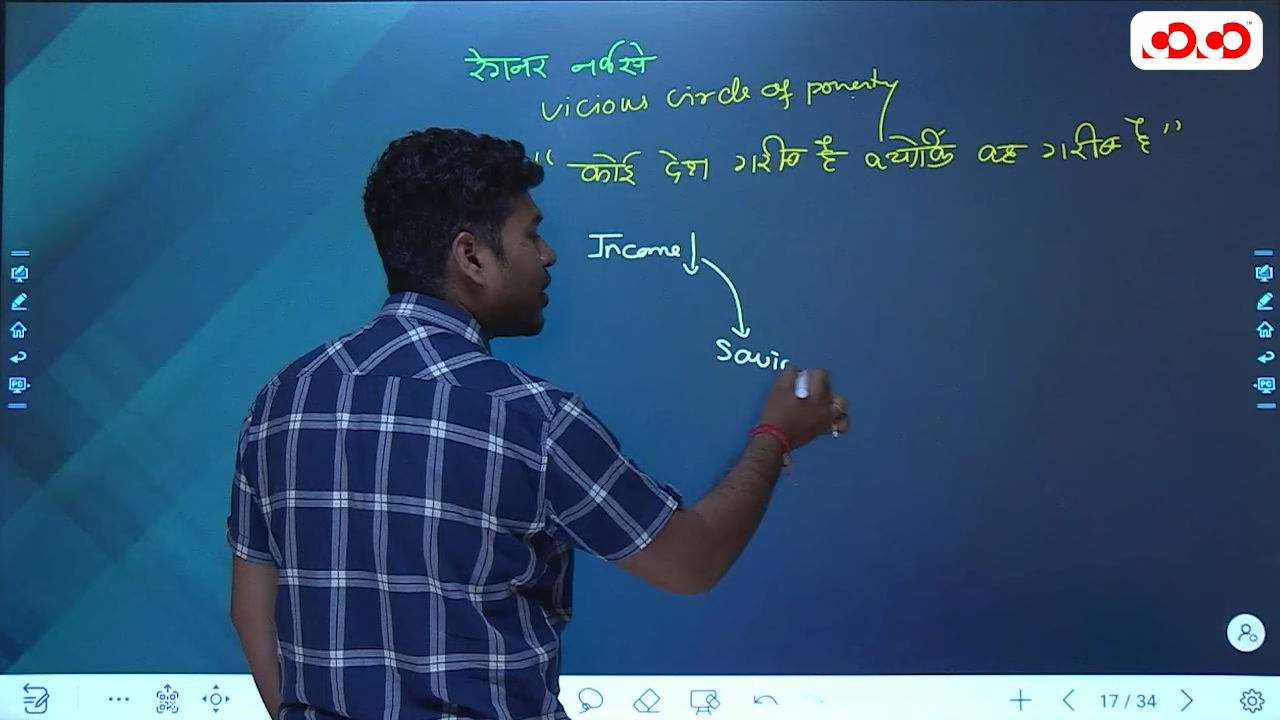 रेगनर नर्कसे
vicious circle of poverty
“ कोई देश गरीब है क्योंकि वह गरीब है ”
Income ↓
Savin
17 / 34